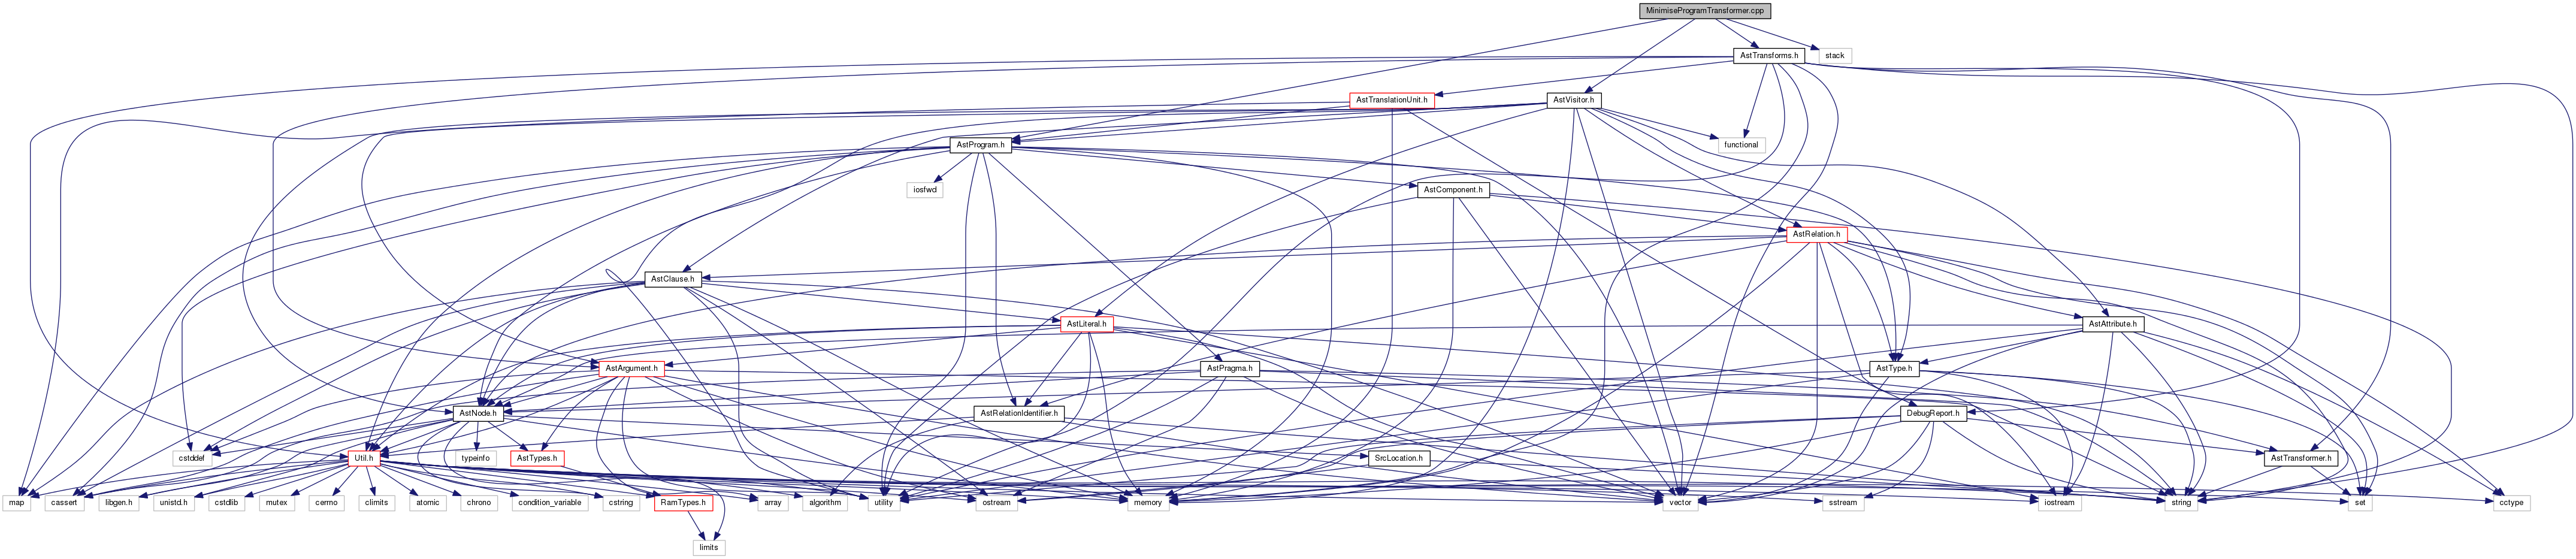 MinimiseProgramTransformer.cpp
AstTransforms.h
stack
AstTranslationUnit.h
AstVisitor.h
AstProgram.h
functional
iosfwd
AstComponent.h
AstRelation.h
AstClause.h
AstLiteral.h
AstAttribute.h
AstArgument.h
AstPragma.h
AstType.h
AstNode.h
AstRelationIdentifier.h
DebugReport.h
cstddef
Util.h
typeinfo
AstTypes.h
SrcLocation.h
AstTransformer.h
map
cassert
libgen.h
unistd.h
cstdlib
mutex
cerrno
climits
atomic
chrono
condition_variable
cstring
RamTypes.h
array
algorithm
utility
ostream
memory
vector
sstream
iostream
string
set
cctype
limits